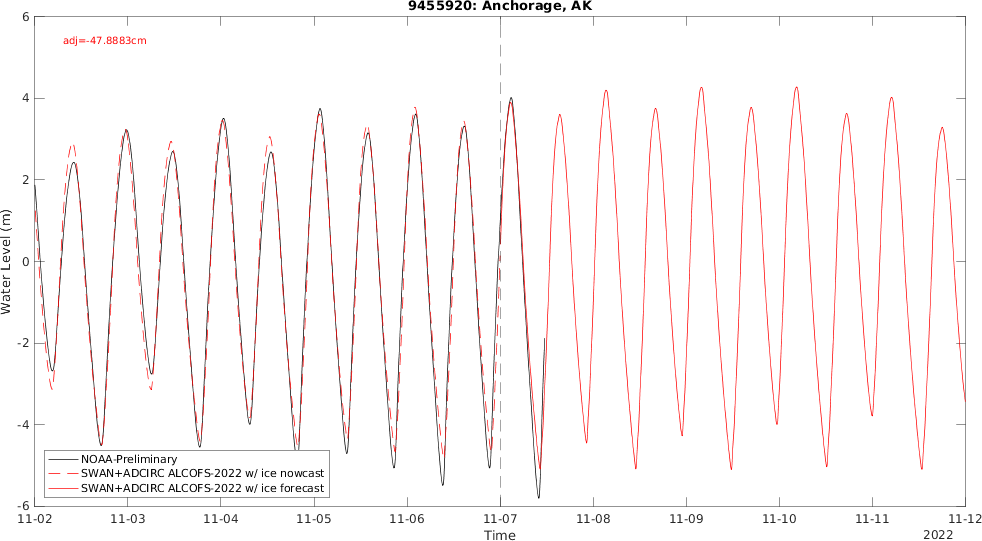 9455920: Anchorage, AK
adj=-47.8883cm
6
4
2
0
-2
-4
-6
Water Level (m)
NOAA-Preliminary
SWAN+ADCIRC ALCOFS-2022 w/ ice nowcast
SWAN+ADCIRC ALCOFS-2022 w/ ice forecast
11-02 11-03 11-04 11-05 11-06 11-07 11-08 11-09 11-10 11-11 11-12
Time
2022